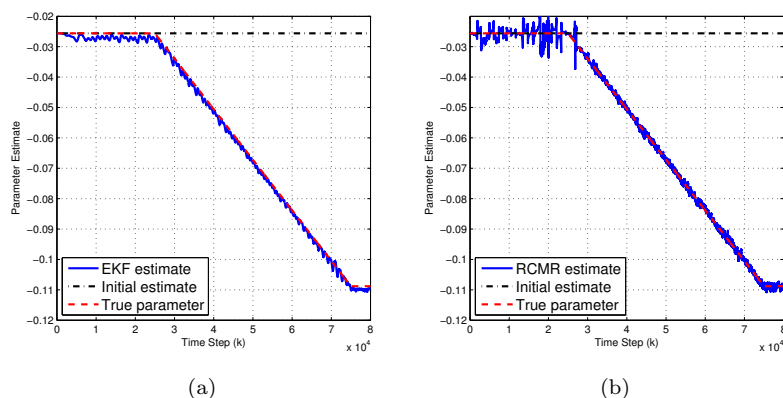 −0.02
−0.03
−0.04
−0.05
−0.06
−0.07
−0.08
−0.09
−0.1
−0.11
−0.12
Parameter Estimate
EKF estimate
Initial estimate
True parameter
0 1 2 3 4 5 6 7 8
Time Step (k)
x 10⁴
(a)
−0.03
−0.04
−0.05
−0.06
−0.07
−0.08
−0.09
−0.1
−0.11
−0.12
Parameter Estimate
RCMR estimate
Initial estimate
True parameter
0 1 2 3 4 5 6 7 8
Time Step (k)
x 10⁴
(b)